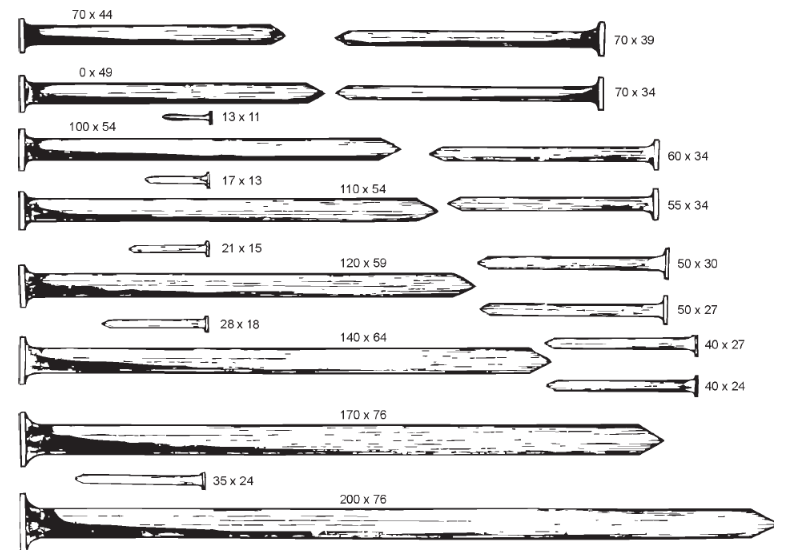 70 x 44
70 x 39
0 x 49
70 x 34
13 x 11
100 x 54
60 x 34
17 x 13
110 x 54
55 x 34
21 x 15
120 x 59
50 x 30
50 x 27
28 x 18
140 x 64
40 x 27
40 x 24
170 x 76
35 x 24
200 x 76